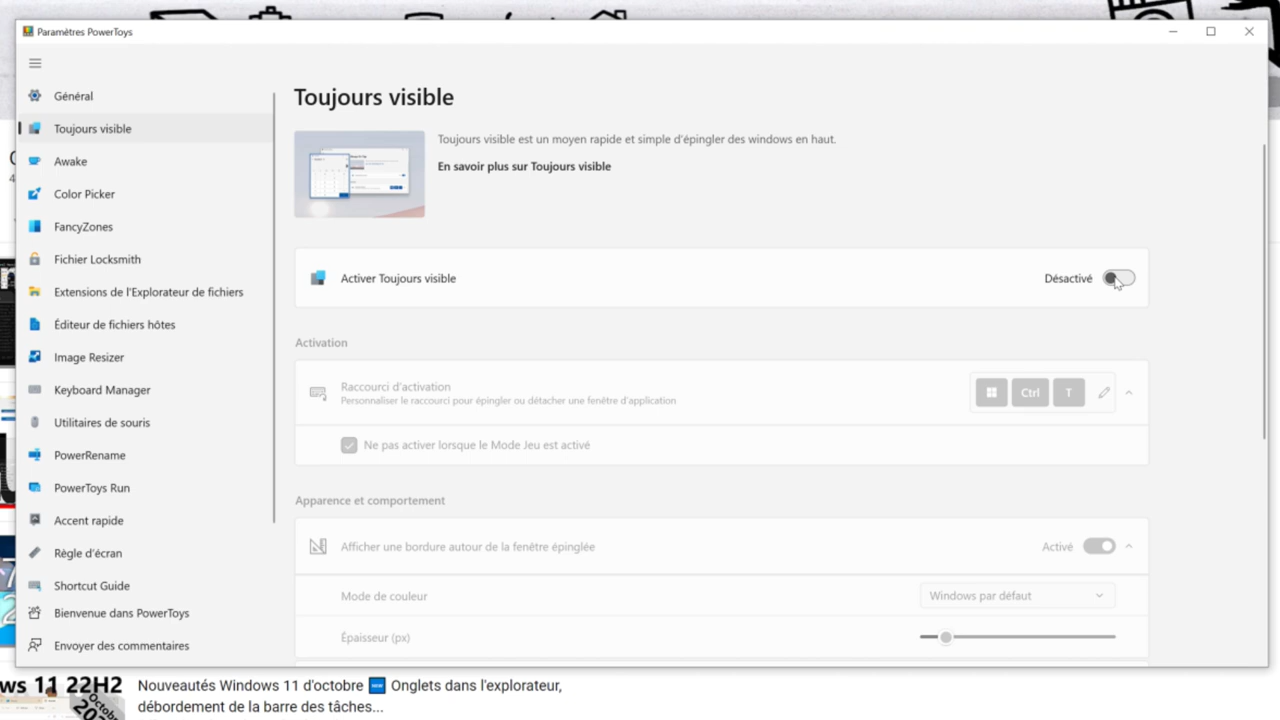 Paramètres PowerToys
Général
Toujours visible
Awake
Color Picker
FancyZones
Fichier Locksmith
Extensions de l'Explorateur de fichiers
Éditeur de fichiers hôtes
Image Resizer
Keyboard Manager
Utilitaires de souris
PowerRename
PowerToys Run
Accent rapide
Règle d'écran
Shortcut Guide
Bienvenue dans PowerToys
Envoyer des commentaires
Toujours visible
Toujours visible est un moyen rapide et simple d'épingler des windows en haut.
En savoir plus sur Toujours visible
Activer Toujours visible
Désactivé
Activation
Raccourci d'activation
Personnaliser le raccourci pour épingler ou détacher une fenêtre d'application
Ctrl
T
Ne pas activer lorsque le Mode Jeu est activé
Apparence et comportement
Afficher une bordure autour de la fenêtre épinglée
Activé
Mode de couleur
Windows par défaut
Épaisseur (px)
ws 11 22H2
Nouveautés Windows 11 d'octobre 🆕 Onglets dans l'explorateur,
débordement de la barre des tâches...